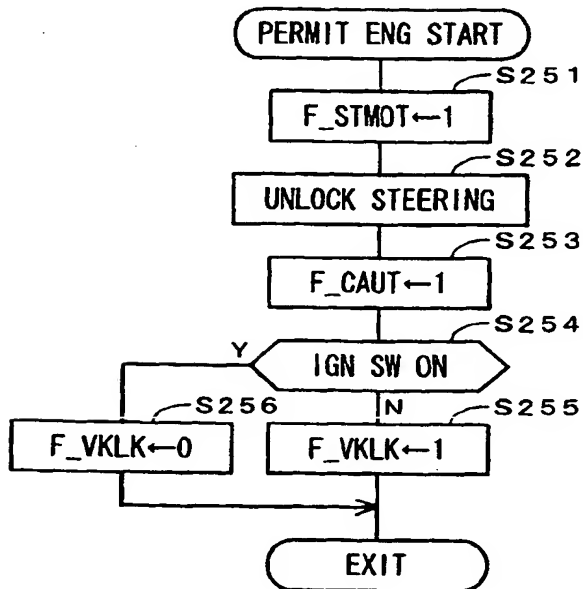 PERMIT ENG START
S251
F_STMOT←1
S252
UNLOCK STEERING
S253
F_CAUT←1
S254
Y
IGN SW ON
N
S256
S255
F_VKLK←0
F_VKLK←1
EXIT